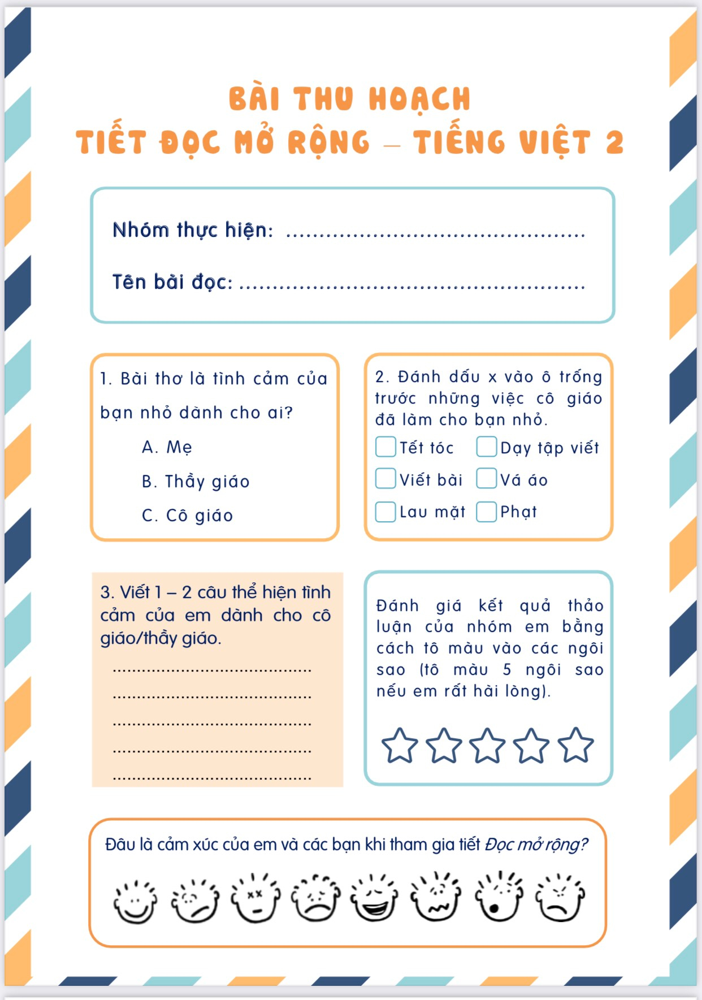 BÀI THU HOẠCH
TIẾT ĐỌC MỞ RỘNG – TIẾNG VIỆT 2
Nhóm thực hiện: .............................................
Tên bài đọc: ....................................................
1. Bài thơ là tình cảm của
bạn nhỏ dành cho ai?
A. Mẹ
B. Thầy giáo
C. Cô giáo
2. Đánh dấu x vào ô trống
trước những việc cô giáo
đã làm cho bạn nhỏ.
Tết tóc Dạy tập viết
Viết bài Vá áo
Lau mặt Phạt
3. Viết 1 – 2 câu thể hiện tình
cảm của em dành cho cô
giáo/thầy giáo.
.........................................
.........................................
.........................................
.........................................
.........................................
Đánh giá kết quả thảo
luận của nhóm em bằng
cách tô màu vào các ngôi
sao (tô màu 5 ngôi sao
nếu em rất hài lòng).
Đâu là cảm xúc của em và các bạn khi tham gia tiết Đọc mở rộng?